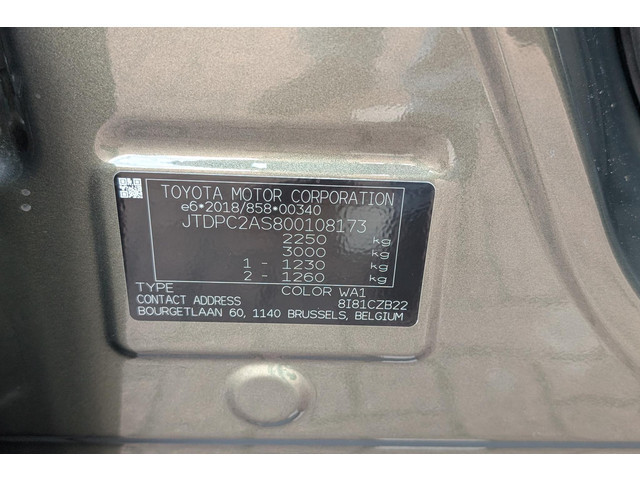 TOYOTA MOTOR CORPORATION
e6*2018/858*00340
JTDPC2AS800108173
2250 kg
3000 kg
1 - 1230 kg
2 - 1260 kg
TYPE COLOR WA1
CONTACT ADDRESS 8I81CZB22
BOURGETLAAN 60, 1140 BRUSSELS, BELGIUM